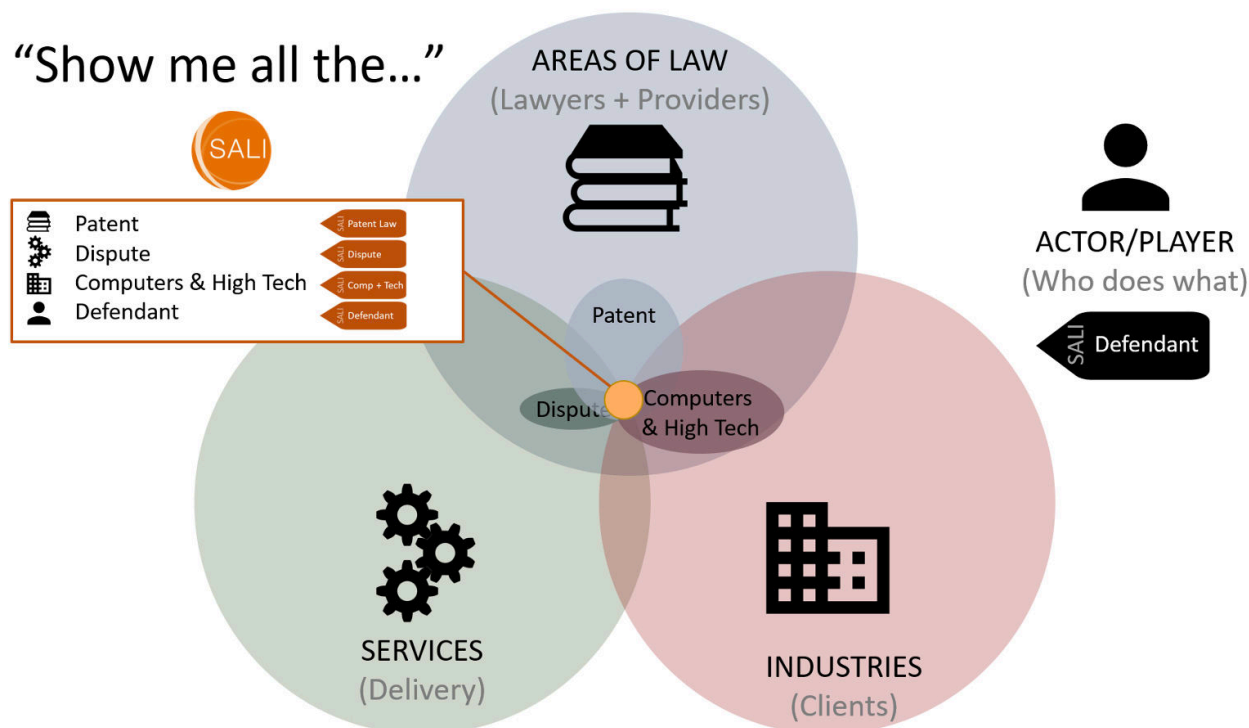 “Show me all the…”
SALI
Patent
SALI Patent Law
Dispute
SALI Dispute
Computers & High Tech
SALI Comp + Tech
Defendant
SALI Defendant
AREAS OF LAW
(Lawyers + Providers)
Patent
Dispute
Computers
& High Tech
ACTOR/PLAYER
(Who does what)
SALI Defendant
SERVICES
(Delivery)
INDUSTRIES
(Clients)